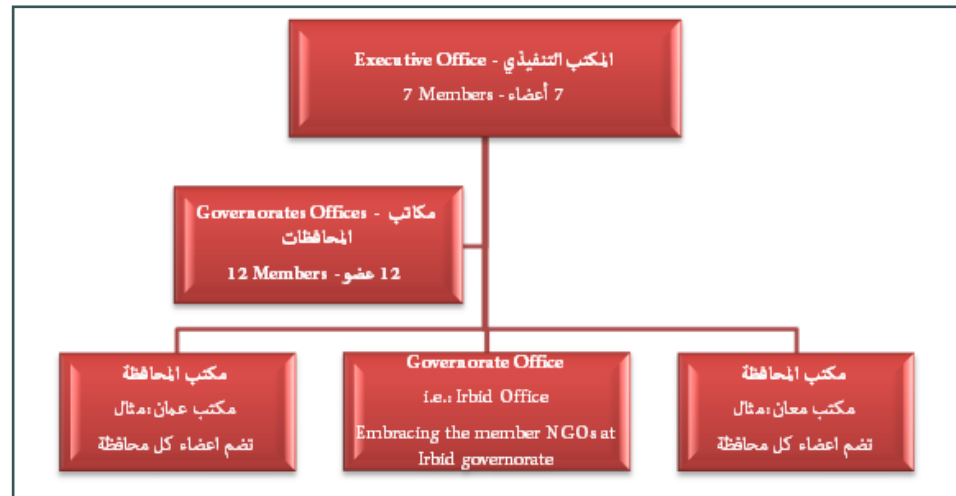 المكتب التنفيذي - Executive Office
7 أعضاء - 7 Members
Governorates Offices - مكاتب
المحافظات
12 عضو - 12 Members
مكتب المحافظة
مكتب عمان :مثال
تضم اعضاء كل محافظة
Governorate Office
i.e.: Irbid Office
Embracing the member NGOs at
Irbid governorate
مكتب المحافظة
مكتب معان :مثال
تضم اعضاء كل محافظة